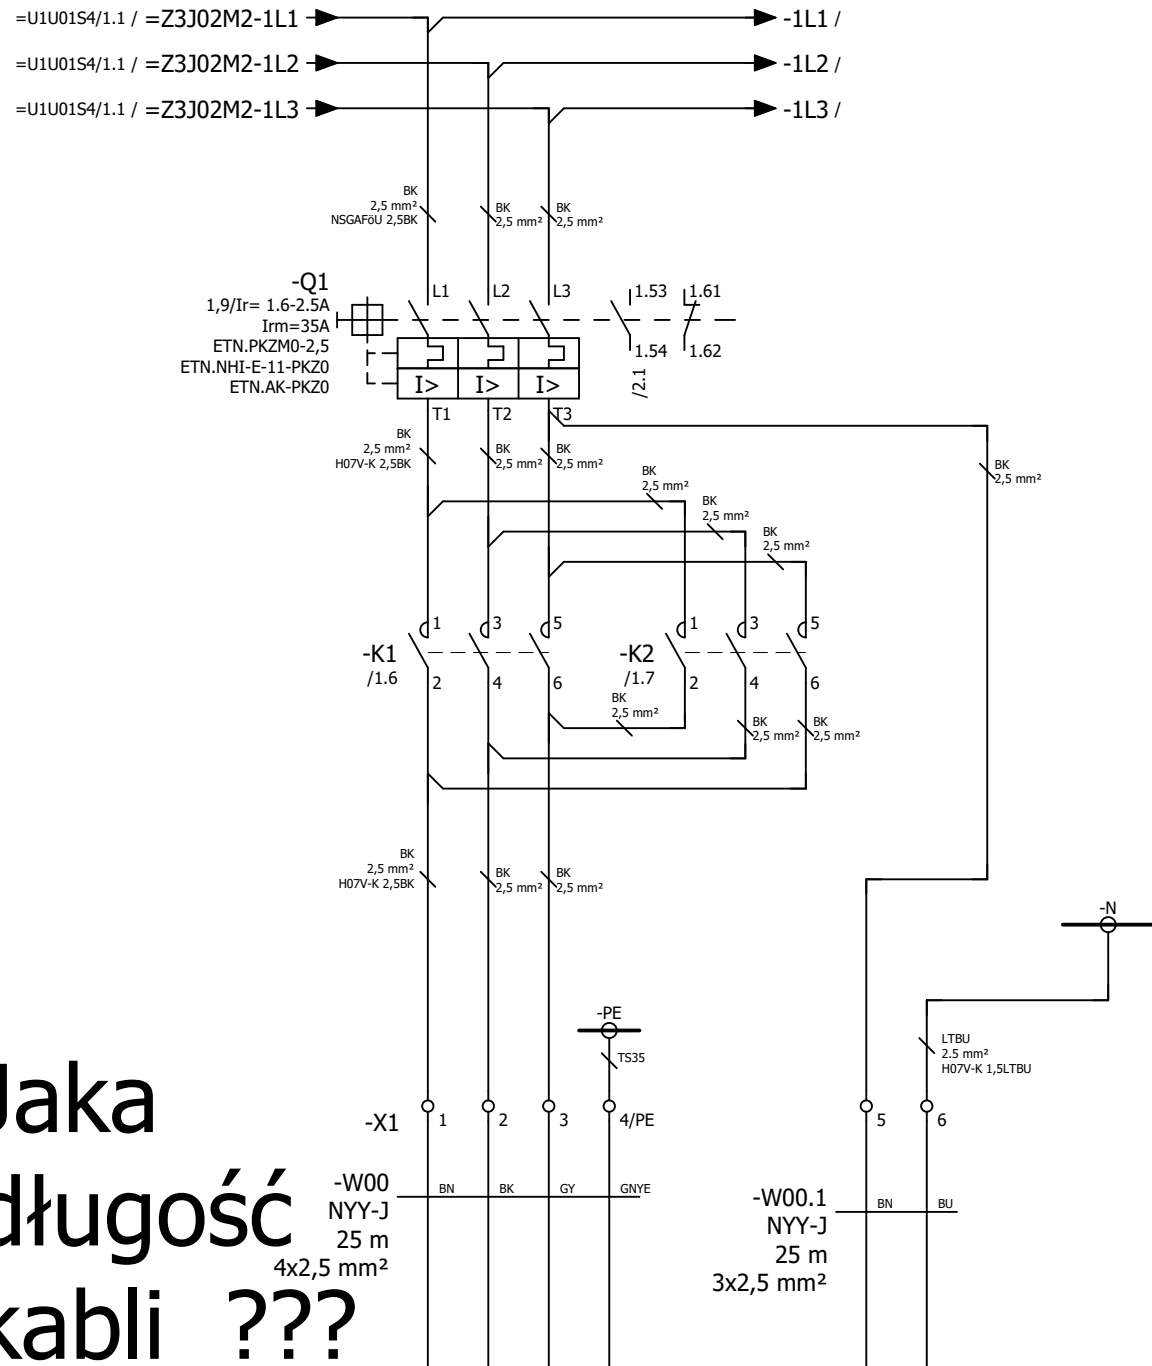 =U1U01S4/1.1 / =Z3J02M2-1L1 -1L1 /
=U1U01S4/1.1 / =Z3J02M2-1L2 -1L2 /
=U1U01S4/1.1 / =Z3J02M2-1L3 -1L3 /
BK
2,5 mm²
NSGAFöU 2,5BK
BK
2,5 mm²
BK
2,5 mm²
-Q1
1,9/Ir= 1.6-2.5A
Irm=35A
ETN.PKZM0-2,5
ETN.NHI-E-11-PKZ0
ETN.AK-PKZ0
L1 L2 L3
1.53 1.61
1.54 1.62
/2.1
I> I> I>
T1 T2 T3
BK
2,5 mm²
H07V-K 2,5BK
BK
2,5 mm²
BK
2,5 mm²
BK
2,5 mm²
BK
2,5 mm²
BK
2,5 mm²
BK
2,5 mm²
-K1
/1.6
1 3 5
2 4 6
-K2
/1.7
1 3 5
2 4 6
BK
2,5 mm²
BK
2,5 mm²
BK
2,5 mm²
BK
2,5 mm²
H07V-K 2,5BK
BK
2,5 mm²
BK
2,5 mm²
-N
-PE
TS35
LTBU
2.5 mm²
H07V-K 1,5LTBU
-X1 1 2 3 4/PE 5 6
-W00
NYY-J
25 m
4x2,5 mm²
BN BK GY GNYE
-W00.1
NYY-J
25 m
3x2,5 mm²
BN BU
Jaka
długość
kabli ???